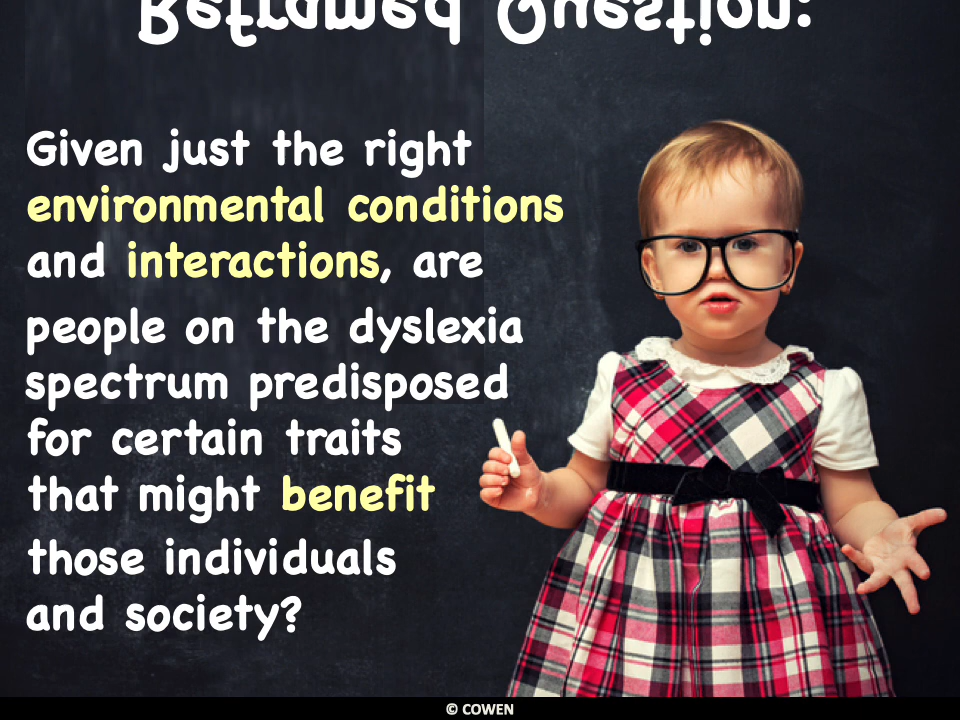 Reframed Question:
Given just the right
environmental conditions
and interactions, are
people on the dyslexia
spectrum predisposed
for certain traits
that might benefit
those individuals
and society?
© COWEN